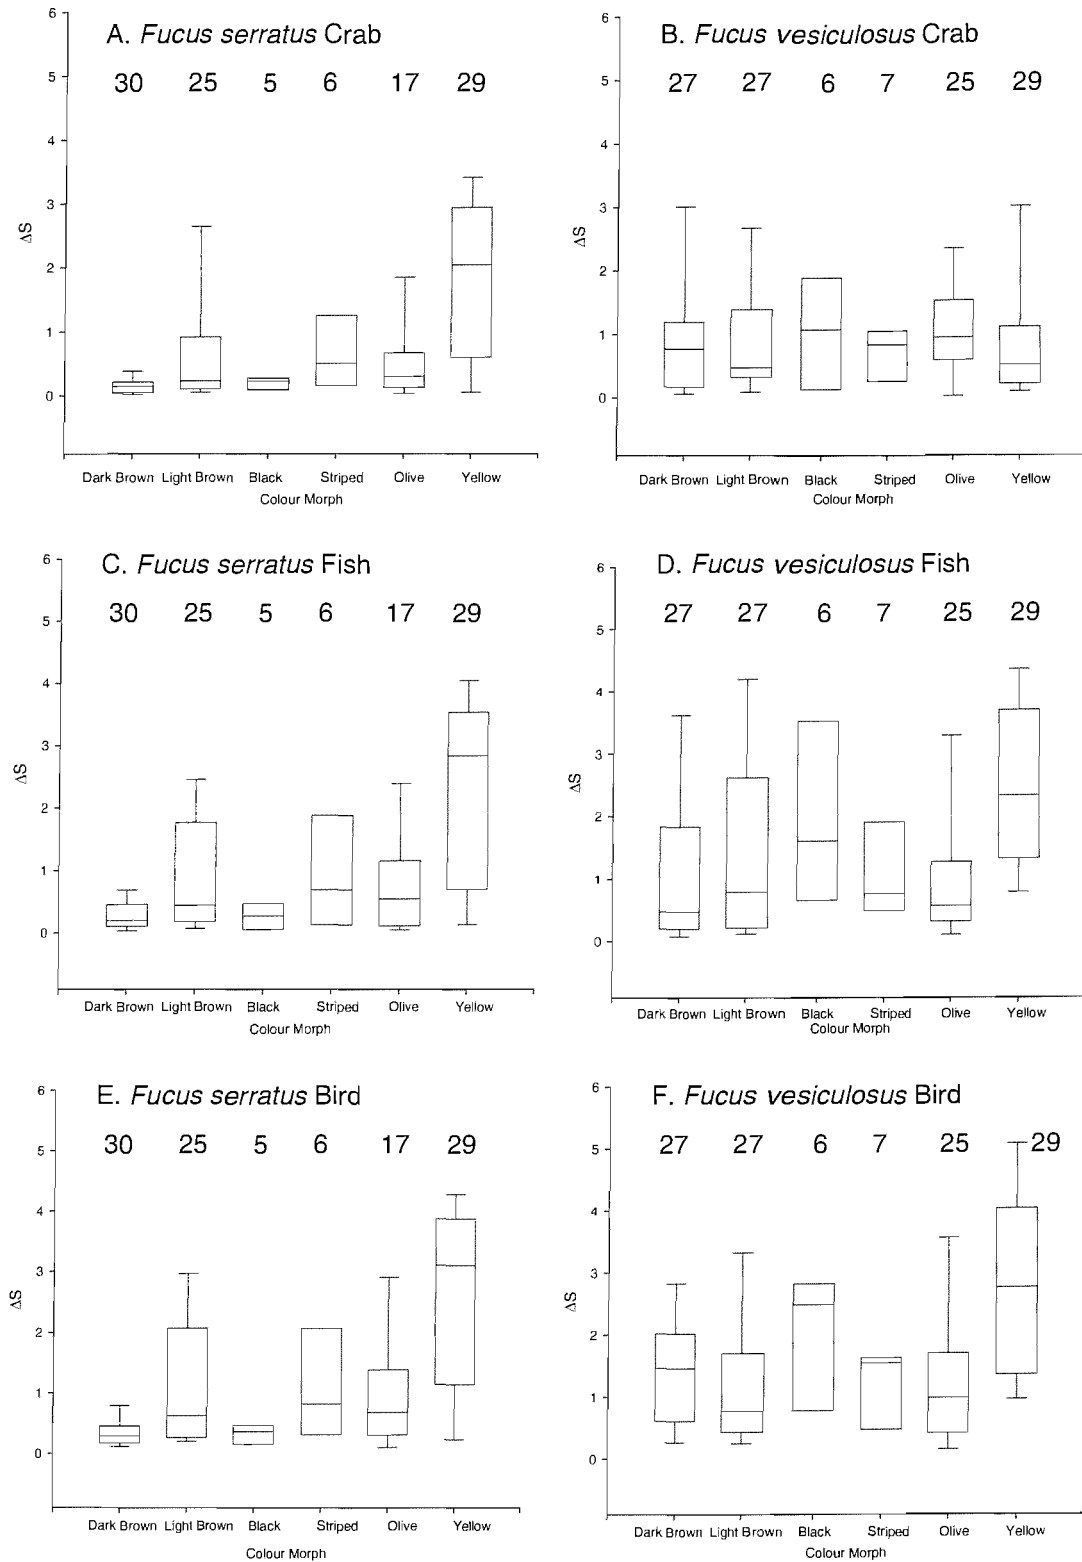 A. Fucus serratus Crab
30 25 5 6 17 29
6
5
4
3
2
1
0
ΔS
Dark Brown Light Brown Black Striped Olive Yellow
Colour Morph
B. Fucus vesiculosus Crab
27 27 6 7 25 29
6
5
4
3
2
1
0
ΔS
Dark Brown Light Brown Black Striped Olive Yellow
Colour Morph
C. Fucus serratus Fish
30 25 5 6 17 29
6
5
4
3
2
1
0
ΔS
Dark Brown Light Brown Black Striped Olive Yellow
Colour Morph
D. Fucus vesiculosus Fish
27 27 6 7 25 29
6
5
4
3
2
1
0
ΔS
Dark Brown Light Brown Black Striped Olive Yellow
Colour Morph
E. Fucus serratus Bird
30 25 5 6 17 29
6
5
4
3
2
1
0
ΔS
Dark Brown Light Brown Black Striped Olive Yellow
Colour Morph
F. Fucus vesiculosus Bird
27 27 6 7 25 29
6
5
4
3
2
1
0
ΔS
Dark Brown Light Brown Black Striped Olive Yellow
Colour Morph